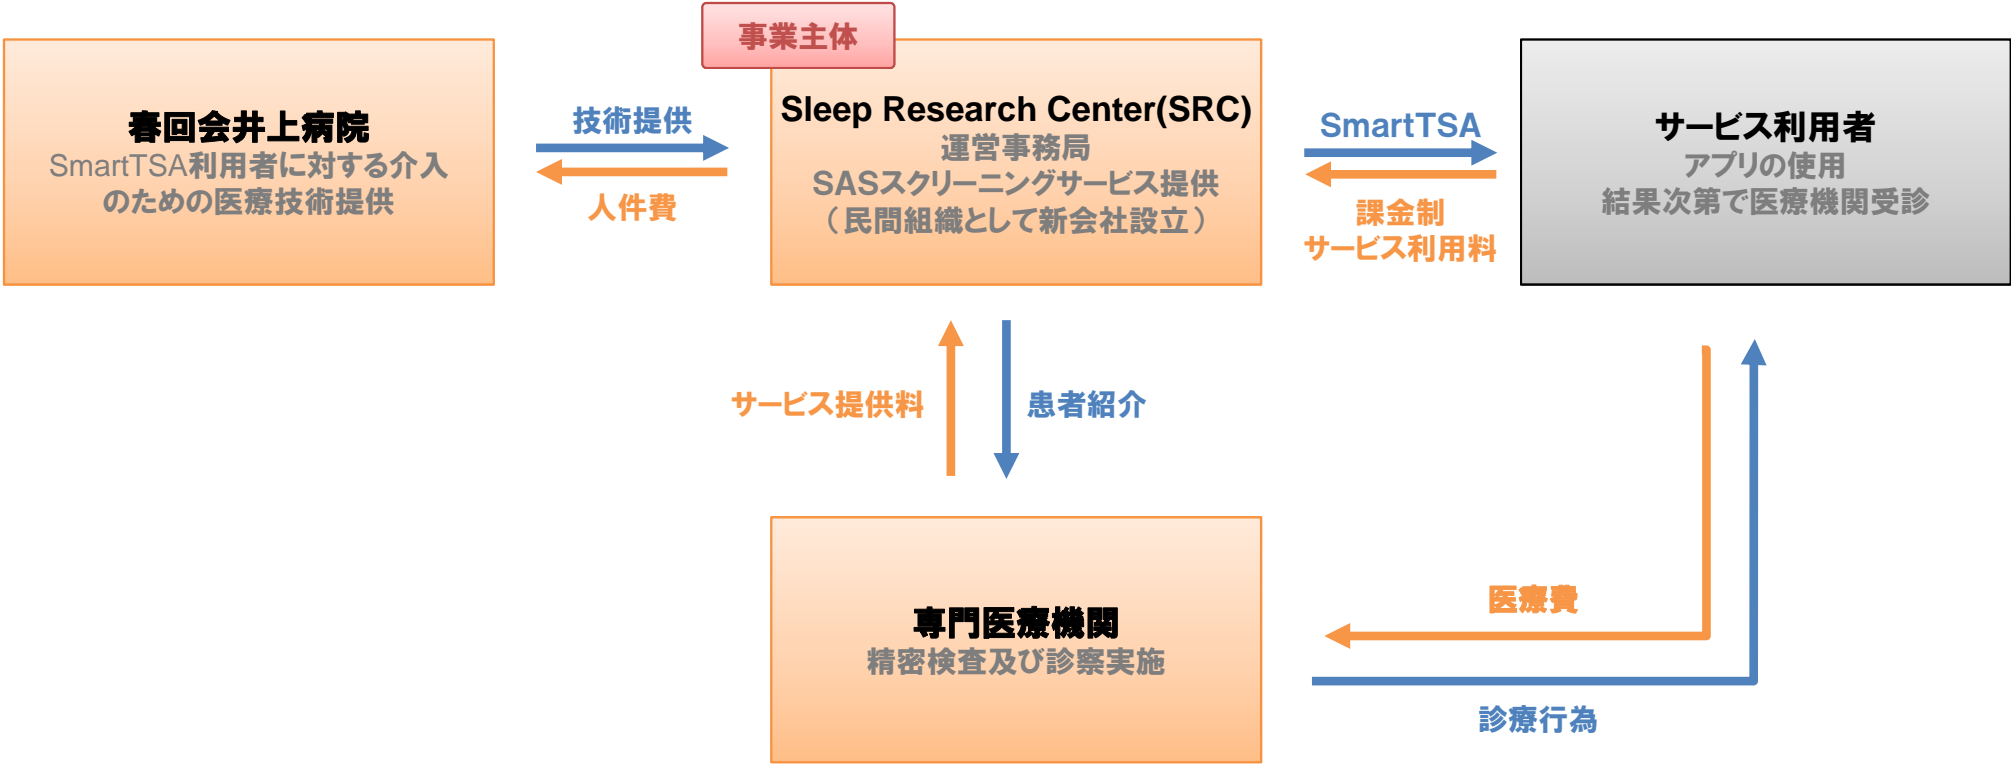 事業主体
春回会井上病院
SmartTSA利用者に対する介入
のための医療技術提供
技術提供
人件費
Sleep Research Center(SRC)
運営事務局
SASスクリーニングサービス提供
（民間組織として新会社設立）
SmartTSA
課金制
サービス利用料
サービス利用者
アプリの使用
結果次第で医療機関受診
サービス提供料
患者紹介
専門医療機関
精密検査及び診察実施
医療費
診療行為